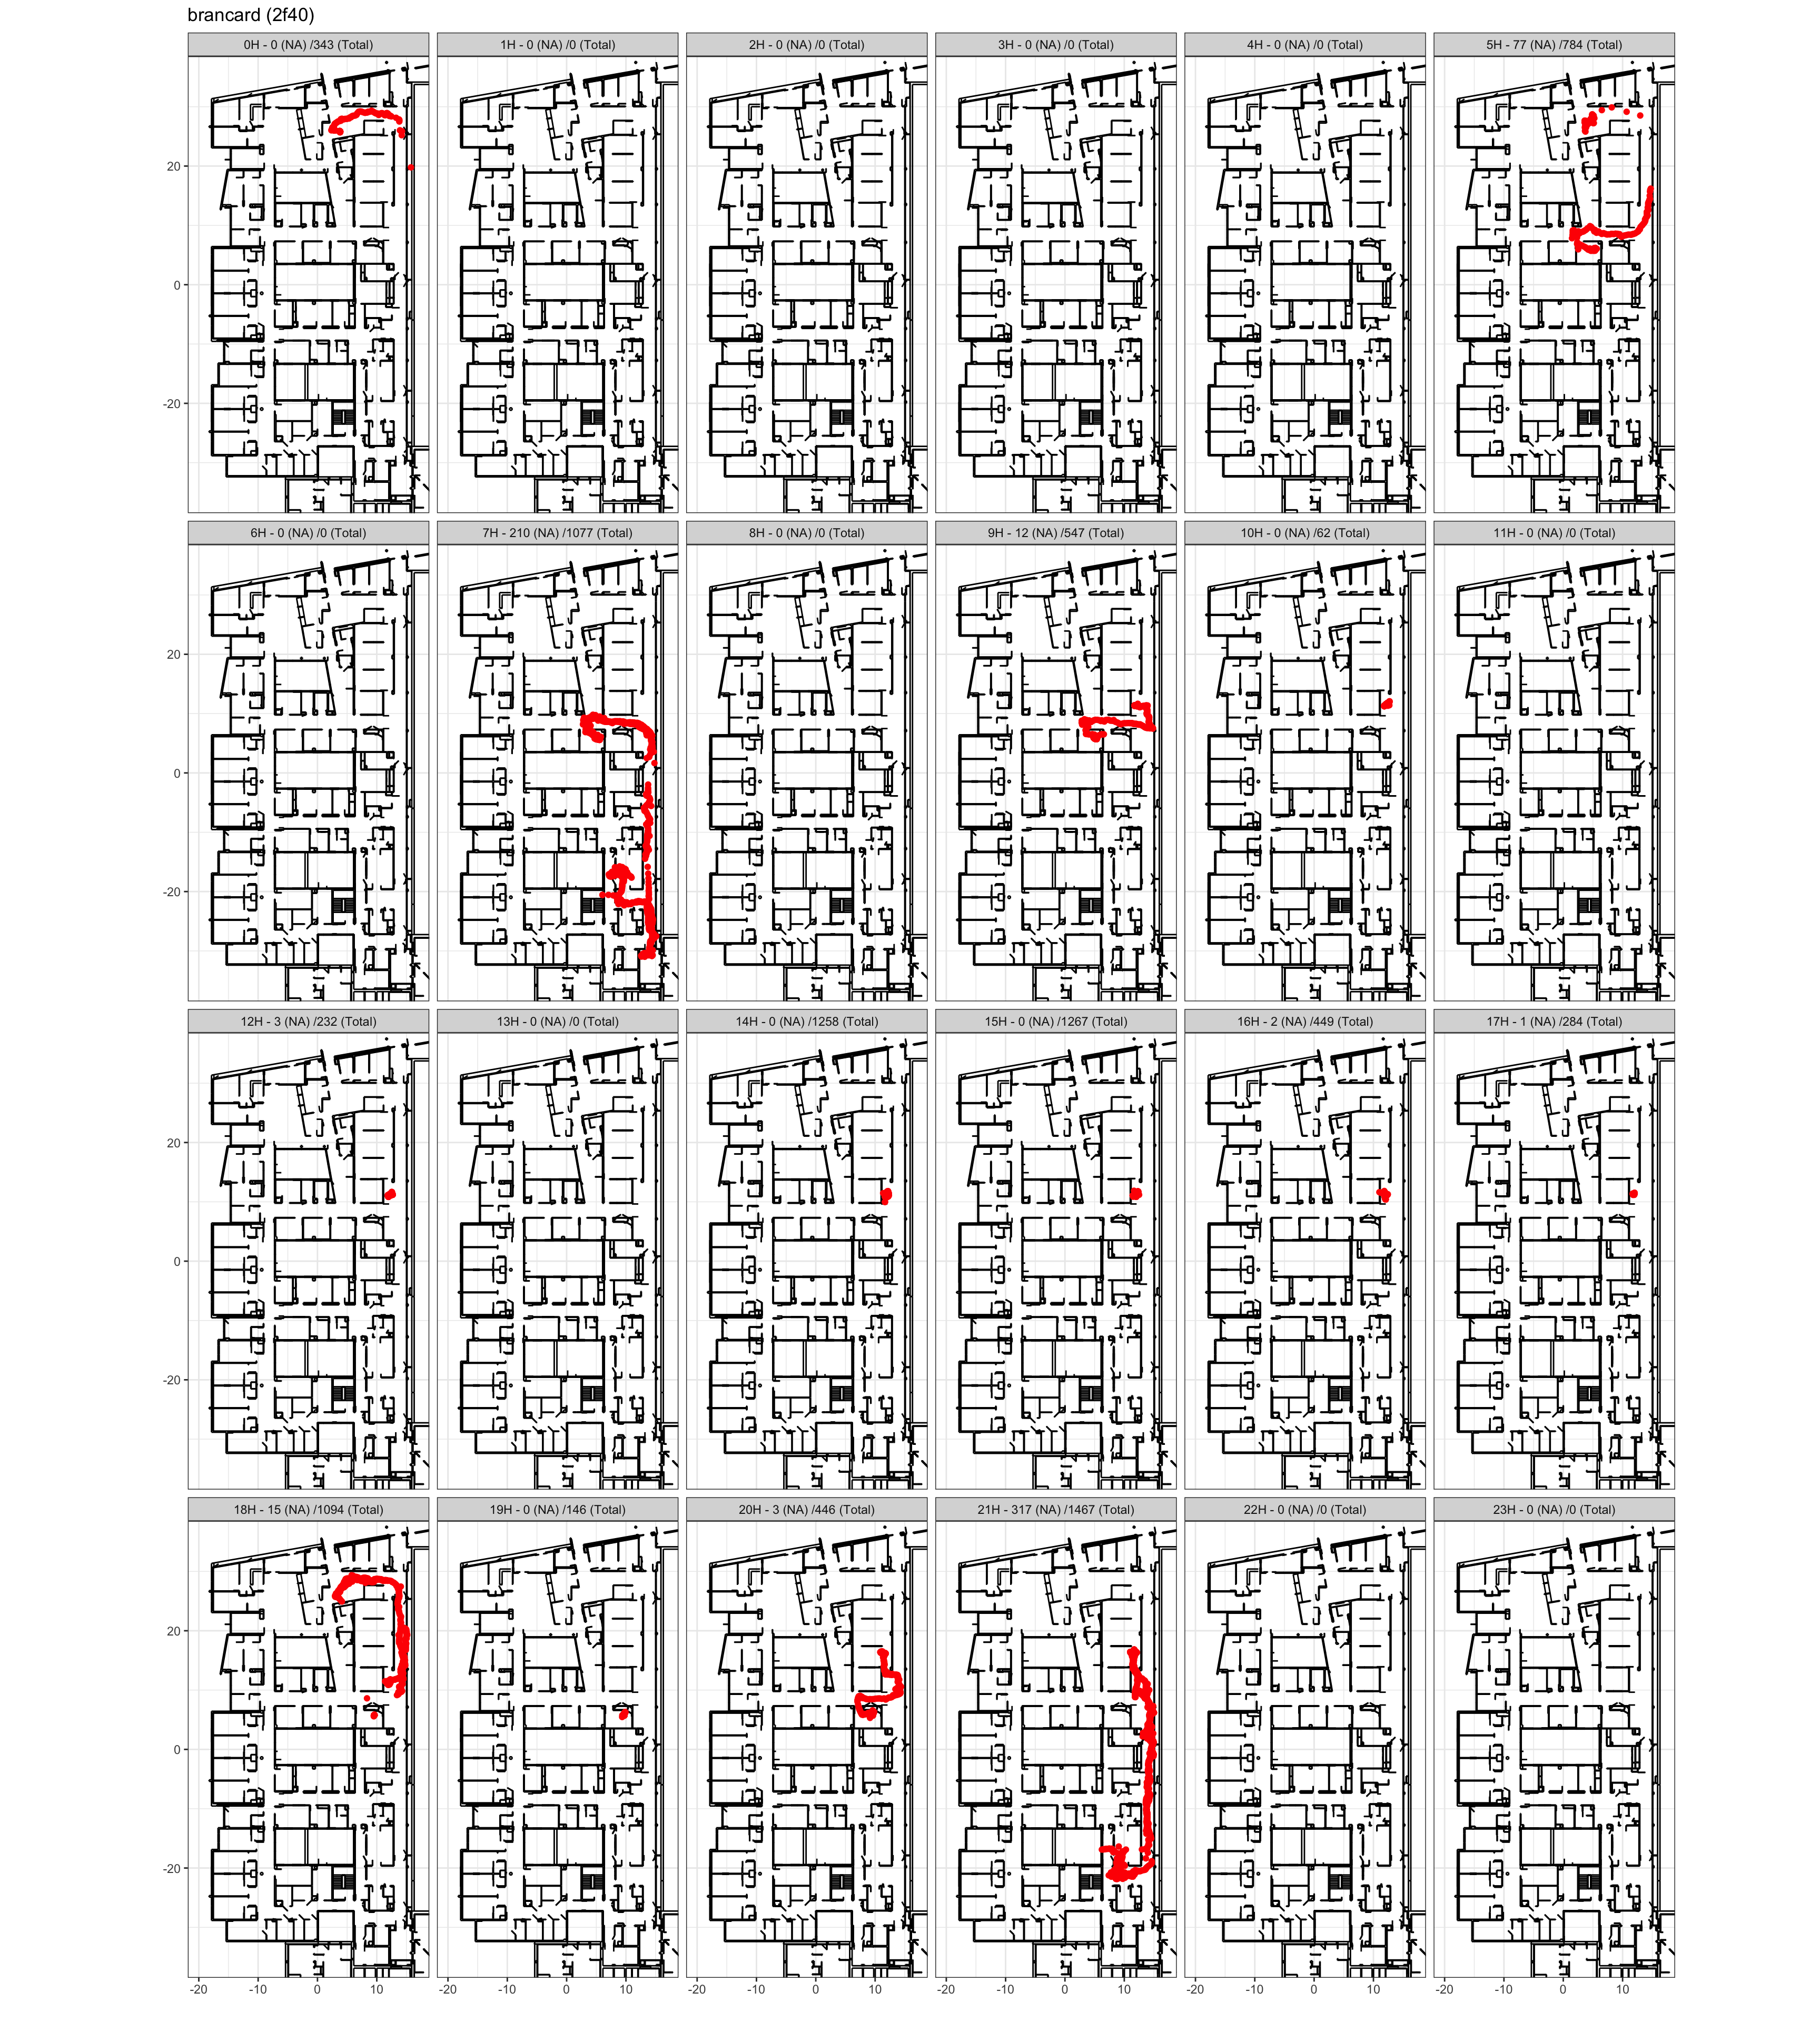 brancard (2f40)
0H - 0 (NA) /343 (Total)
1H - 0 (NA) /0 (Total)
2H - 0 (NA) /0 (Total)
3H - 0 (NA) /0 (Total)
4H - 0 (NA) /0 (Total)
5H - 77 (NA) /784 (Total)
20
0
-20
6H - 0 (NA) /0 (Total)
7H - 210 (NA) /1077 (Total)
8H - 0 (NA) /0 (Total)
9H - 12 (NA) /547 (Total)
10H - 0 (NA) /62 (Total)
11H - 0 (NA) /0 (Total)
20
0
-20
12H - 3 (NA) /232 (Total)
13H - 0 (NA) /0 (Total)
14H - 0 (NA) /1258 (Total)
15H - 0 (NA) /1267 (Total)
16H - 2 (NA) /449 (Total)
17H - 1 (NA) /284 (Total)
20
0
-20
18H - 15 (NA) /1094 (Total)
19H - 0 (NA) /146 (Total)
20H - 3 (NA) /446 (Total)
21H - 317 (NA) /1467 (Total)
22H - 0 (NA) /0 (Total)
23H - 0 (NA) /0 (Total)
20
0
-20
-20 -10 0 10
-20 -10 0 10
-20 -10 0 10
-20 -10 0 10
-20 -10 0 10
-20 -10 0 10